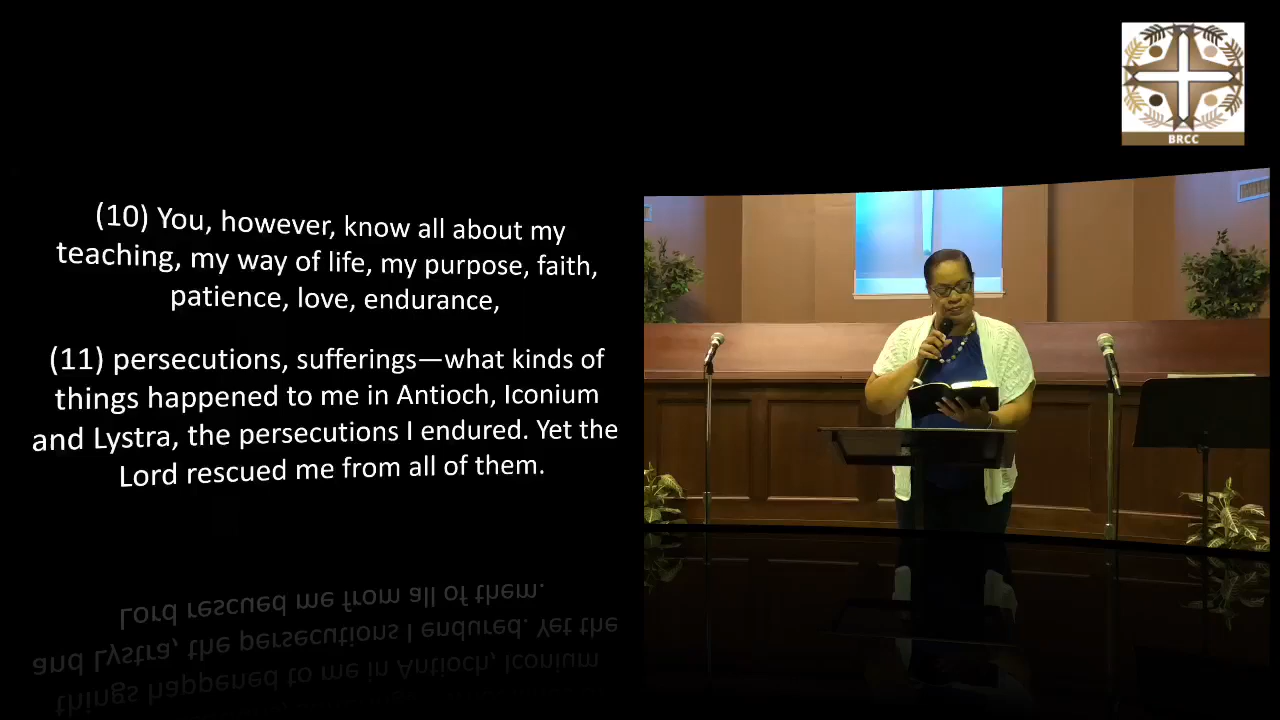 BRCC
(10) You, however, know all about my
teaching, my way of life, my purpose, faith,
patience, love, endurance,
(11) persecutions, sufferings—what kinds of
things happened to me in Antioch, Iconium
and Lystra, the persecutions I endured. Yet the
Lord rescued me from all of them.